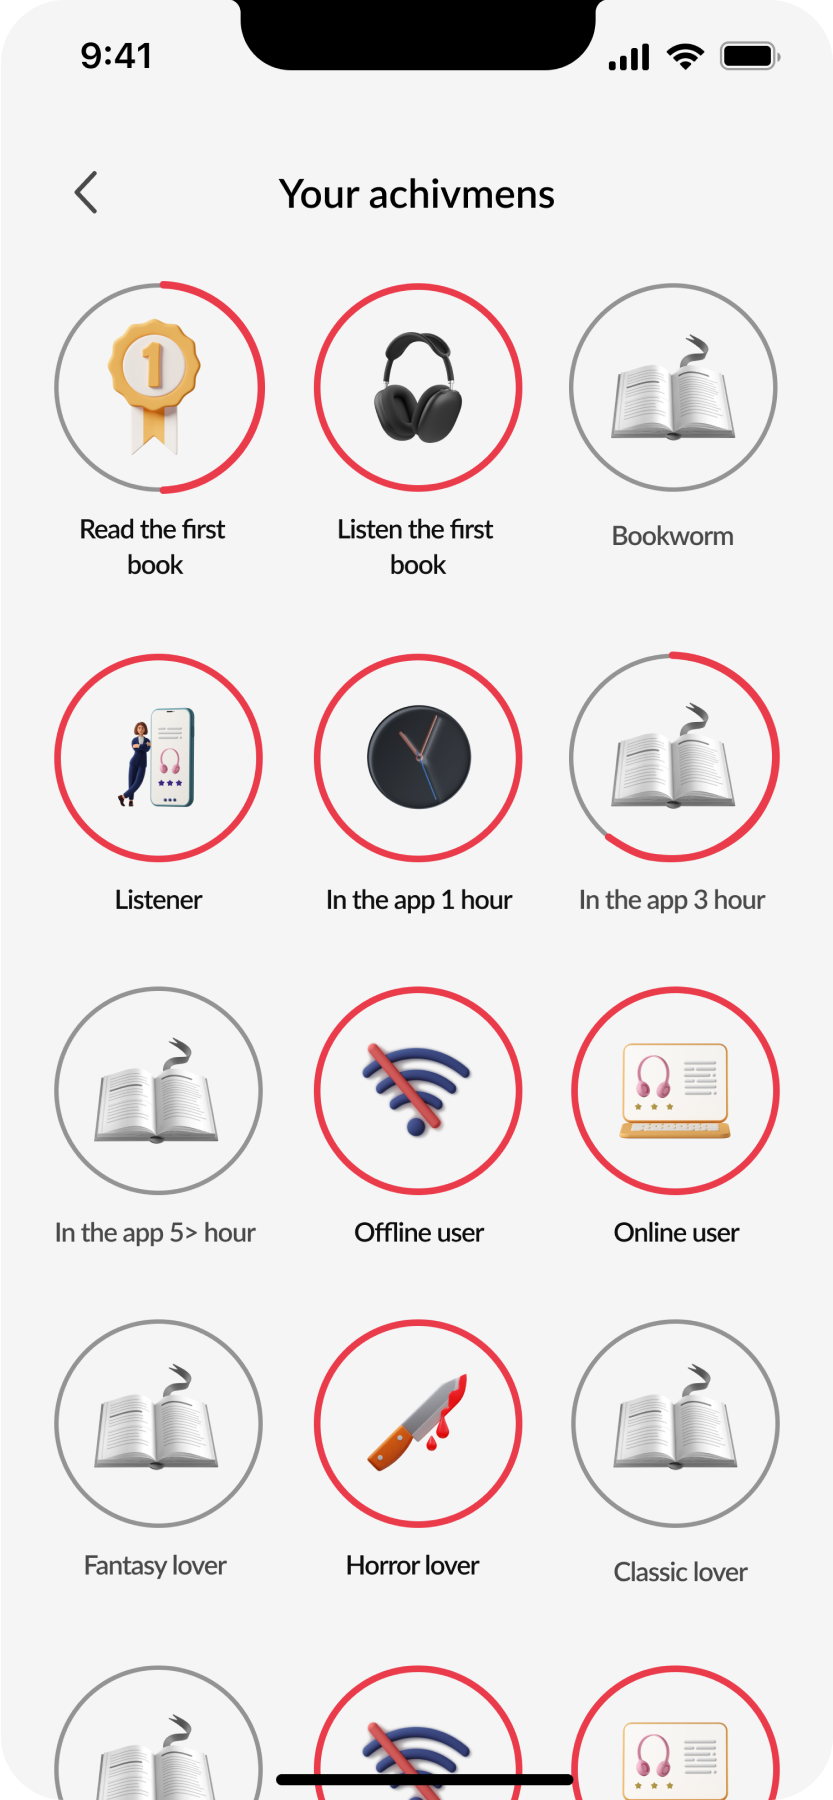 9:41
Your achivmens
1
Read the first
book
Listen the first
book
Bookworm
Listener
In the app 1 hour
In the app 3 hour
In the app 5> hour
Offline user
Online user
Fantasy lover
Horror lover
Classic lover